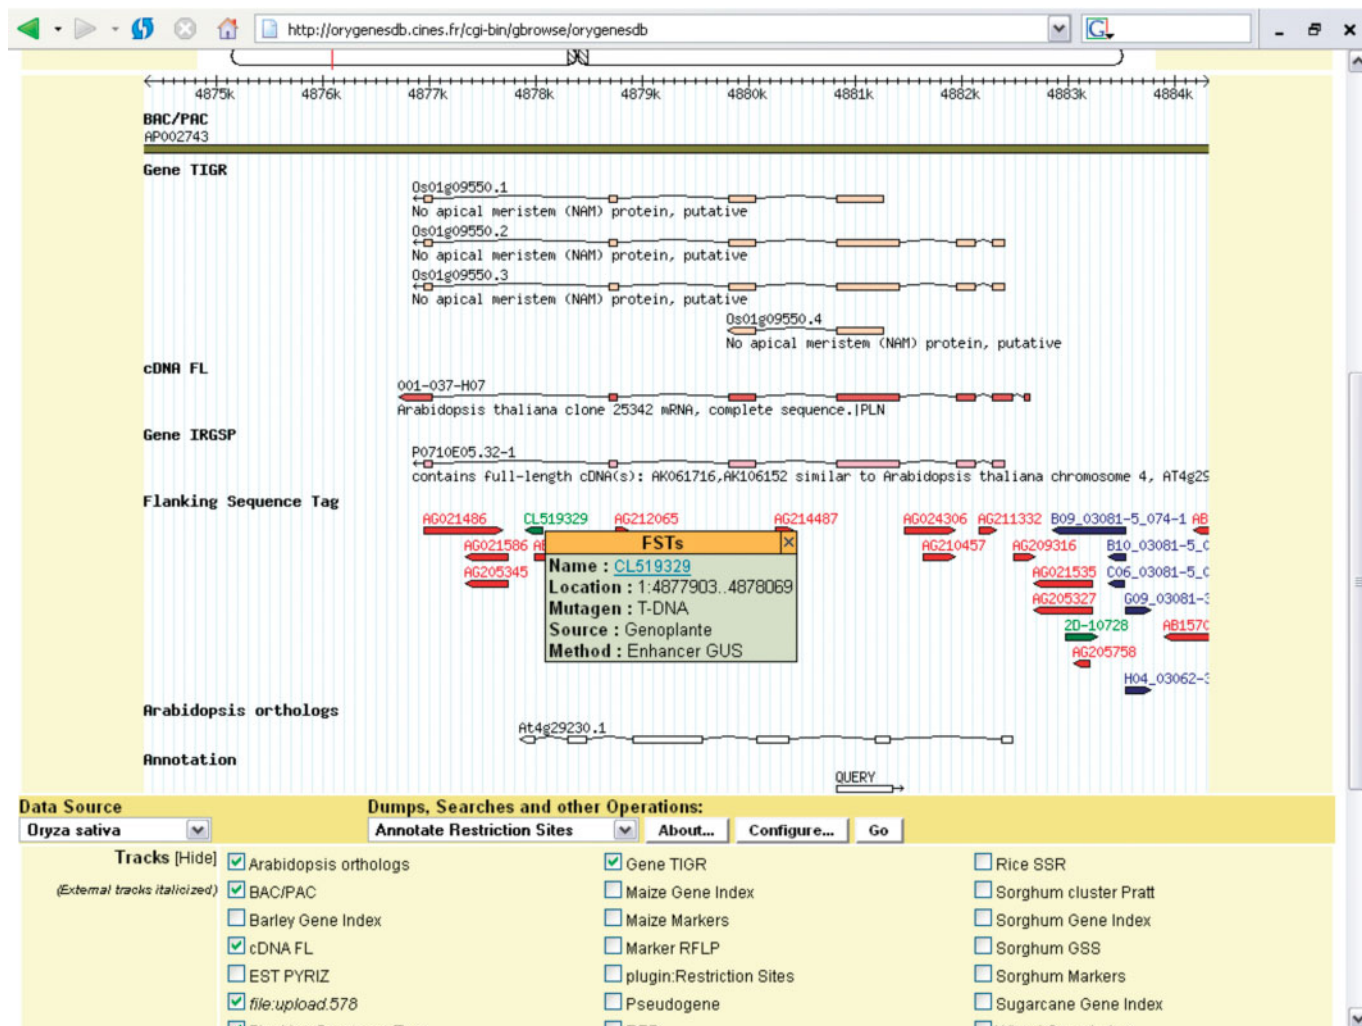 http://orygenesdb.cines.fr/cgi-bin/gbrowse/orygenesdb
4875k 4876k 4877k 4878k 4879k 4880k 4881k 4882k 4883k 4884k
BAC/PAC
AP002743
Gene TIGR
Os01g09550.1
No apical meristem (NAM) protein, putative
Os01g09550.2
No apical meristem (NAM) protein, putative
Os01g09550.3
No apical meristem (NAM) protein, putative
Os01g09550.4
No apical meristem (NAM) protein, putative
cDNA FL
001-037-H07
Arabidopsis thaliana clone 25342 mRNA, complete sequence.|PLN
Gene IRGSP
P0710E05.32-1
contains full-length cDNA(s): AK061716,AK106152 similar to Arabidopsis thaliana chromosome 4, AT4g29
Flanking Sequence Tag
AG021486 CL519329 AG212065 AG214487 AG024306 AG211332 B09_03081-5_074-1 AB
AG021586 AG210457 AG209316 B10_03081-5_0
AG205345 AG021535 C06_03081-5_0
AG205327 G09_03081-3
2D-10728 AB1570
AG205758
H04_03062-3
FSTs
Name : CL519329
Location : 1:4877903..4878069
Mutagen : T-DNA
Source : Genoplante
Method : Enhancer GUS
Arabidopsis orthologs
At4g29230.1
Annotation
QUERY
Data Source Dumps, Searches and other Operations:
Oryza sativa Annotate Restriction Sites About... Configure... Go
Tracks [Hide] Arabidopsis orthologs Gene TIGR Rice SSR
(External tracks italicized) BAC/PAC Maize Gene Index Sorghum cluster Pratt
Barley Gene Index Maize Markers Sorghum Gene Index
cDNA FL Marker RFLP Sorghum GSS
EST PYRIZ plugin:Restriction Sites Sorghum Markers
file:upload.578 Pseudogene Sugarcane Gene Index